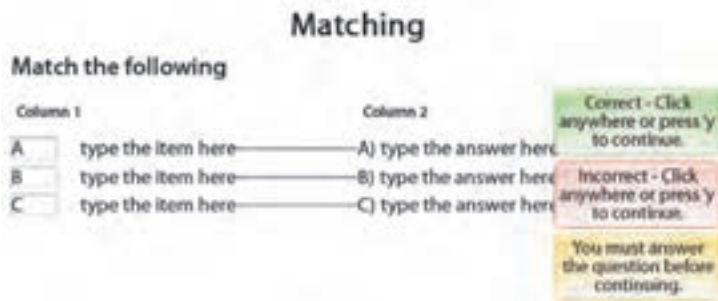 Matching
Match the following
Column 1 Column 2
A type the item here A) type the answer here
B type the item here B) type the answer here
C type the item here C) type the answer here
Correct - Click
anywhere or press 'y'
to continue.
Incorrect - Click
anywhere or press 'y'
to continue.
You must answer
the question before
continuing.